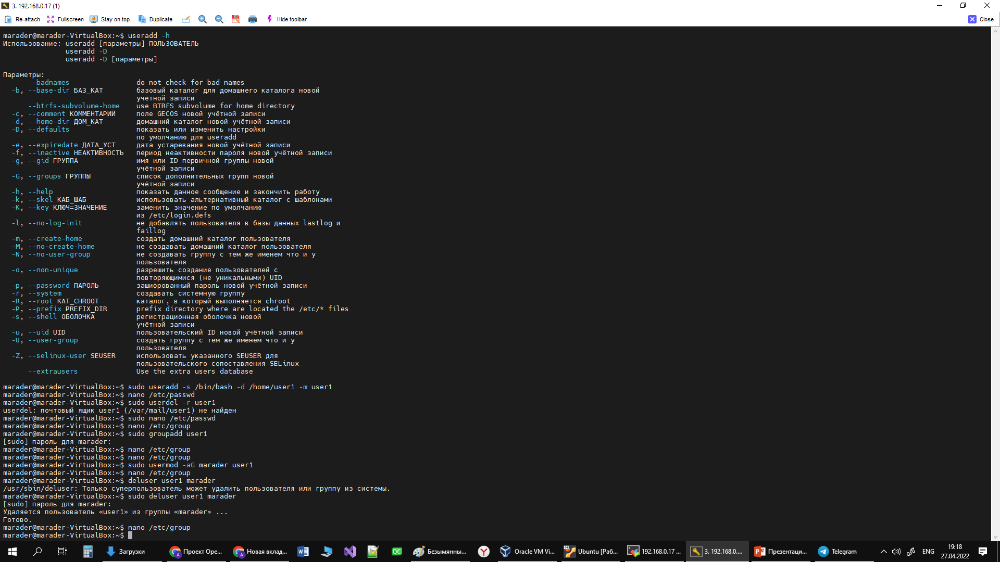 3. 192.168.0.17 (1)
Re-attach Fullscreen Stay on top Duplicate Hide toolbar Close
marader@marader-VirtualBox:~$ useradd -h
Использование: useradd [параметры] ПОЛЬЗОВАТЕЛЬ
useradd -D
useradd -D [параметры]
Параметры:
--badnames do not check for bad names
-b, --base-dir БАЗ_КАТ базовый каталог для домашнего каталога новой
учётной записи
--btrfs-subvolume-home use BTRFS subvolume for home directory
-c, --comment КОММЕНТАРИЙ поле GECOS новой учётной записи
-d, --home-dir ДОМ_КАТ домашний каталог новой учётной записи
-D, --defaults показать или изменить настройки
по умолчанию для useradd
-e, --expiredate ДАТА_УСТ дата устаревания новой учётной записи
-f, --inactive НЕАКТИВНОСТЬ период неактивности пароля новой учётной записи
-g, --gid ГРУППА имя или ID первичной группы новой
учётной записи
-G, --groups ГРУППЫ список дополнительных групп новой
учётной записи
-h, --help показать данное сообщение и закончить работу
-k, --skel КАБ_ШАБ использовать альтернативный каталог с шаблонами
-K, --key КЛЮЧ=ЗНАЧЕНИЕ заменить значение по умолчанию
из /etc/login.defs
-l, --no-log-init не добавлять пользователя в базы данных lastlog и
faillog
-m, --create-home создать домашний каталог пользователя
-M, --no-create-home не создавать домашний каталог пользователя
-N, --no-user-group не создавать группу с тем же именем что и у
пользователя
-o, --non-unique разрешить создание пользователей с
повторяющимися (не уникальными) UID
-p, --password ПАРОЛЬ зашифрованный пароль новой учётной записи
-r, --system создавать системную группу
-R, --root КАТ_CHROOT каталог, в который выполняется chroot
-P, --prefix PREFIX_DIR prefix directory where are located the /etc/* files
-s, --shell ОБОЛОЧКА регистрационная оболочка новой
учётной записи
-u, --uid UID пользовательский ID новой учётной записи
-U, --user-group создать группу с тем же именем что и у
пользователя
-Z, --selinux-user SEUSER использовать указанного SEUSER для
пользовательского сопоставления SELinux
--extrausers Use the extra users database
marader@marader-VirtualBox:~$ sudo useradd -s /bin/bash -d /home/user1 -m user1
marader@marader-VirtualBox:~$ nano /etc/passwd
marader@marader-VirtualBox:~$ sudo userdel -r user1
userdel: почтовый ящик user1 (/var/mail/user1) не найден
marader@marader-VirtualBox:~$ sudo nano /etc/passwd
marader@marader-VirtualBox:~$ nano /etc/group
marader@marader-VirtualBox:~$ sudo groupadd user1
[sudo] пароль для marader:
marader@marader-VirtualBox:~$ nano /etc/group
marader@marader-VirtualBox:~$ nano /etc/group
marader@marader-VirtualBox:~$ sudo usermod -aG marader user1
marader@marader-VirtualBox:~$ nano /etc/group
marader@marader-VirtualBox:~$ deluser user1 marader
/usr/sbin/deluser: Только суперпользователь может удалить пользователя или группу из системы.
marader@marader-VirtualBox:~$ sudo deluser user1 marader
[sudo] пароль для marader:
Удаляется пользователь «user1» из группы «marader» ...
Готово.
marader@marader-VirtualBox:~$ nano /etc/group
marader@marader-VirtualBox:~$
Загрузки Проект Оре... Новая вклад... QC Безымянны... Oracle VM Vi... Ubuntu [Раб... 192.168.0.17 ... 3. 192.168.0.... Презентаци... Telegram ENG 19:18
27.04.2022